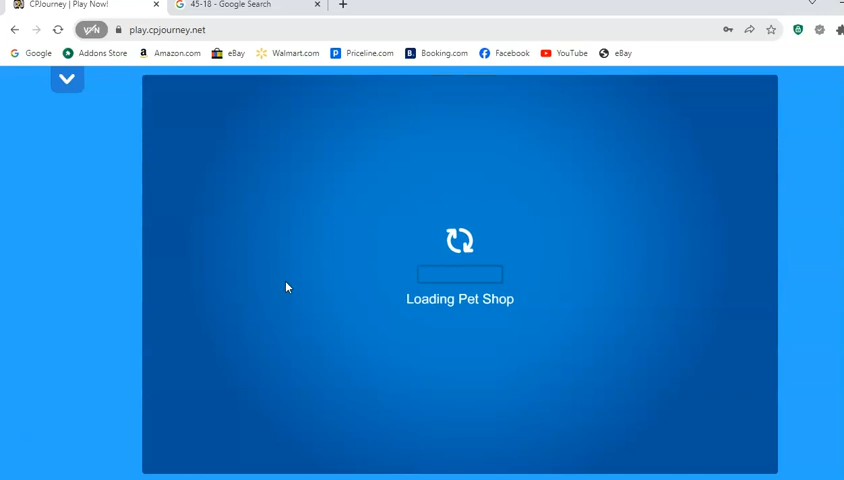 CPJourney | Play Now!
45-18 - Google Search
VPN
play.cpjourney.net
Google
Addons Store
Amazon.com
eBay
Walmart.com
Priceline.com
Booking.com
Facebook
YouTube
eBay
Loading Pet Shop